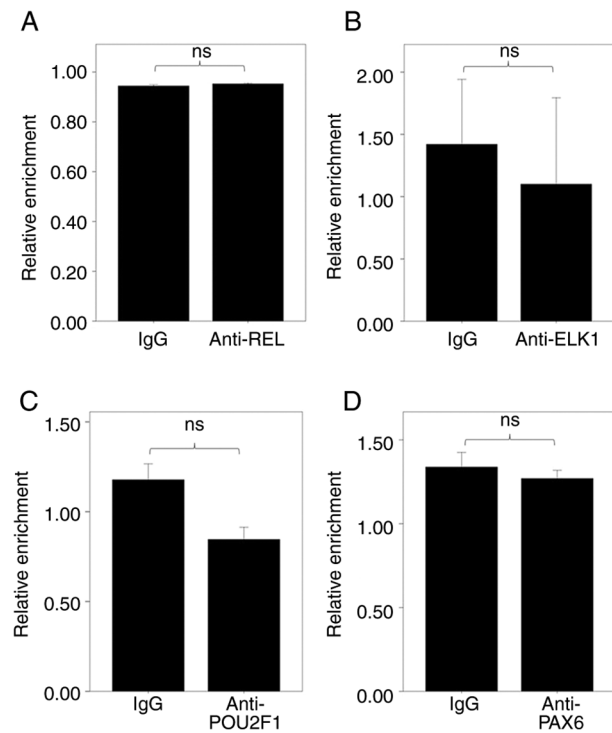 A
ns
Relative enrichment
1.00
0.80
0.60
0.40
0.20
0.00
IgG
Anti-REL
B
ns
Relative enrichment
2.00
1.50
1.00
0.50
0.00
IgG
Anti-ELK1
C
ns
Relative enrichment
1.50
1.00
0.50
0.00
IgG
Anti-
POU2F1
D
ns
Relative enrichment
1.50
1.00
0.50
0.00
IgG
Anti-
PAX6